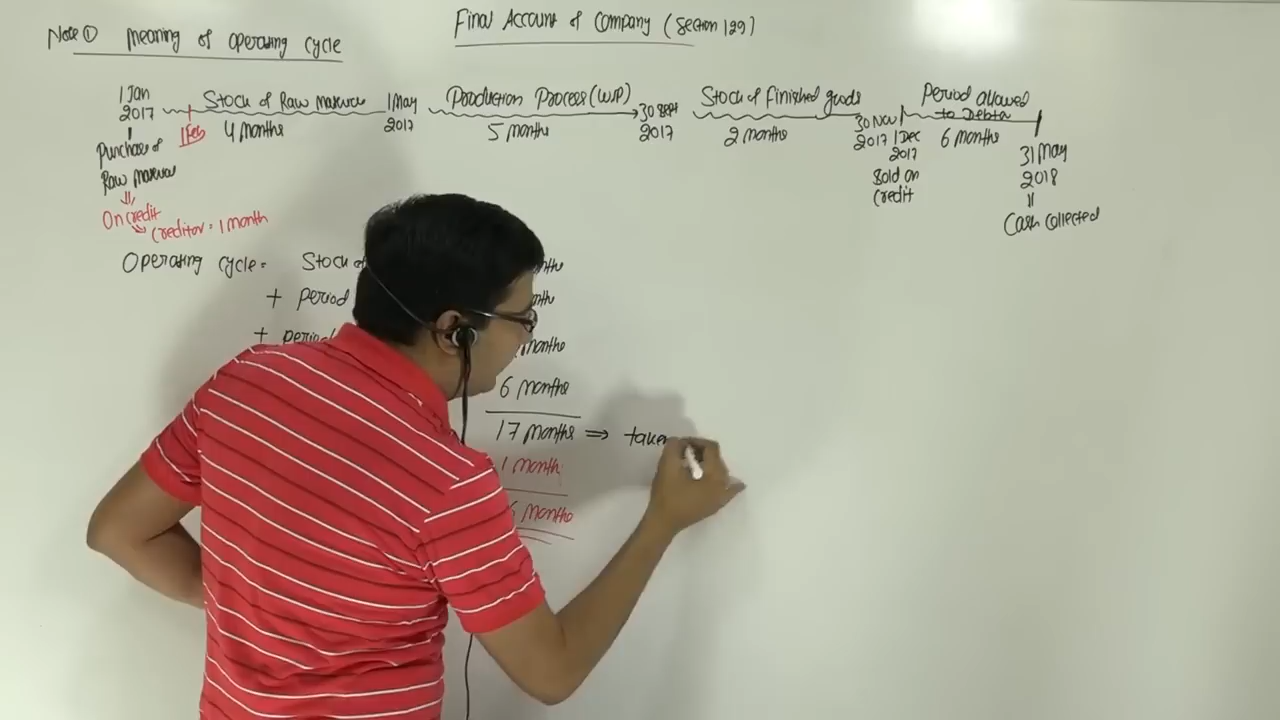 Final Account of Company (Section 129)
Note ① Meaning of Operating Cycle
1 Jan 2017
Stock of Raw Material
4 months
1 Feb
1 May 2017
Production Process (WIP)
5 months
30 Sept 2017
Stock of Finished goods
2 months
30 Nov 2017
1 Dec 2017
Sold on credit
Period allowed to Debtor
6 months
31 May 2018
Cash collected
Purchase of Raw Material
On credit
Creditor = 1 month
Operating Cycle = Stock of
+ Period
+ Period
6 months
17 months ⇒ taken
1 month
months